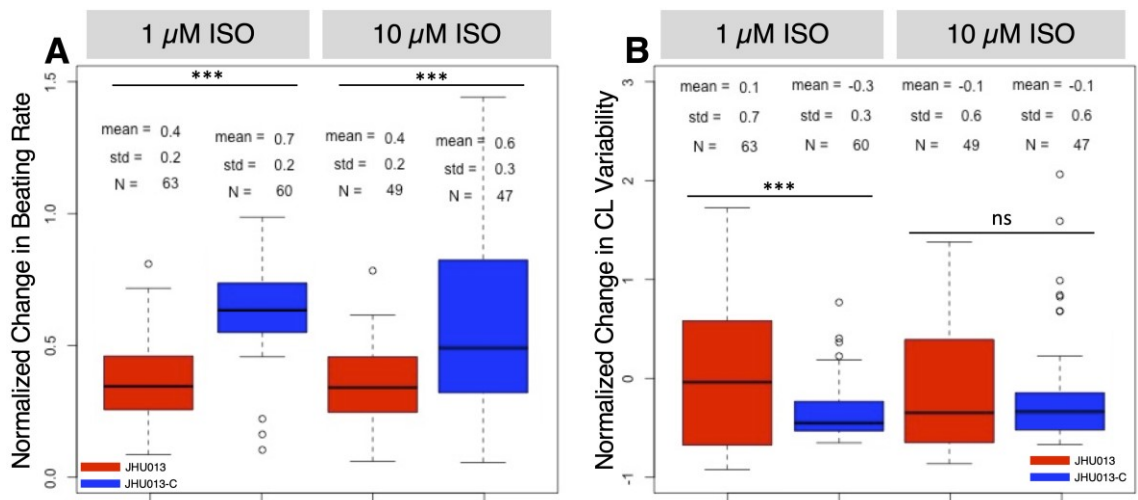 A
1 µM ISO
10 µM ISO
Normalized Change in Beating Rate
1.5
1.0
0.5
0.0
***
***
mean = 0.4
std = 0.2
N = 63
mean = 0.7
std = 0.2
N = 60
mean = 0.4
std = 0.2
N = 49
mean = 0.6
std = 0.3
N = 47
JHU013
JHU013-C
B
1 µM ISO
10 µM ISO
Normalized Change in CL Variability
3
2
1
0
-1
mean = 0.1
std = 0.7
N = 63
mean = -0.3
std = 0.3
N = 60
mean = -0.1
std = 0.6
N = 49
mean = -0.1
std = 0.6
N = 47
***
ns
JHU013
JHU013-C